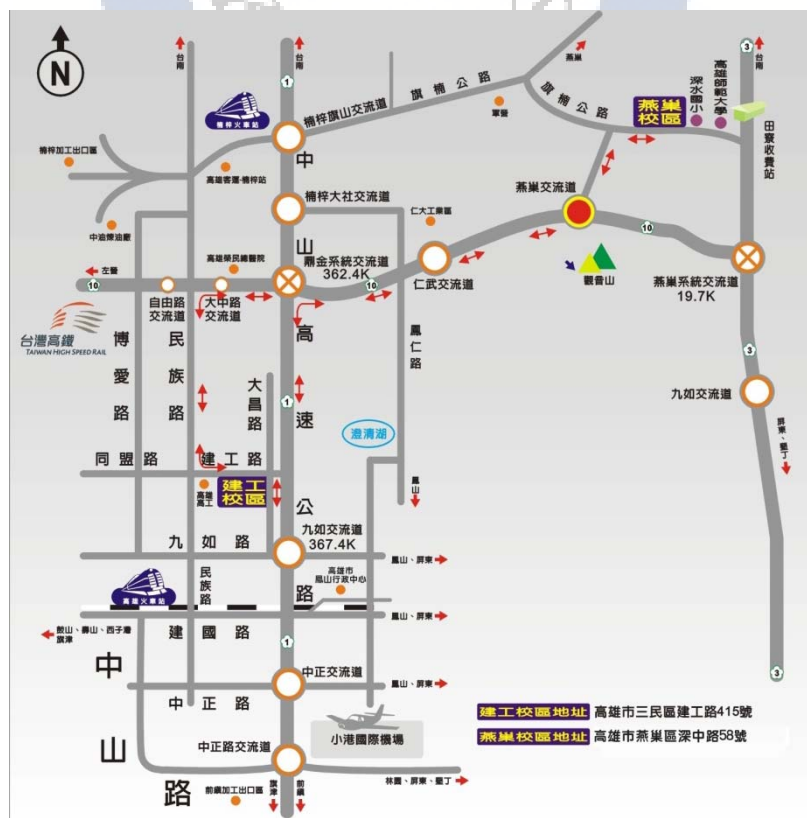 N
台南
1
台南
燕巢
3
台南
楠梓火車站
楠梓旗山交流道
旗楠公路
軍營
旗楠公路
燕巢
校區
深水國小
高雄師範大學
田寮收費站
楠梓加工出口區
高雄客運-楠梓站
中油煉油廠
楠梓大社交流道
仁大工業區
燕巢交流道
10
高雄榮民總醫院
鼎金系統交流道
362.4K
仁武交流道
觀音山
燕巢系統交流道
19.7K
左營
10
自由路
交流道
大中路
交流道
10
台灣高鐵
TAIWAN HIGH SPEED RAIL
博愛路
民族路
大昌路
中山高速公路
1
鳳仁路
3
九如交流道
澄清湖
屏東、墾丁
同盟路
建工路
高雄
高工
建工
校區
鳳山
九如交流道
367.4K
九如路
鳳山、屏東
高雄市
鳳山行政中心
高雄火車站
民族路
鼓山、壽山、西子灣
旗津
建國路
鳳山、屏東
1
中正交流道
中正路
鳳山、屏東
3
中山路
小港國際機場
中正路交流道
前鎮加工出口區
旗津
前鎮
林園、屏東、墾丁
建工校區地址 高雄市三民區建工路415號
燕巢校區地址 高雄市燕巢區深中路58號